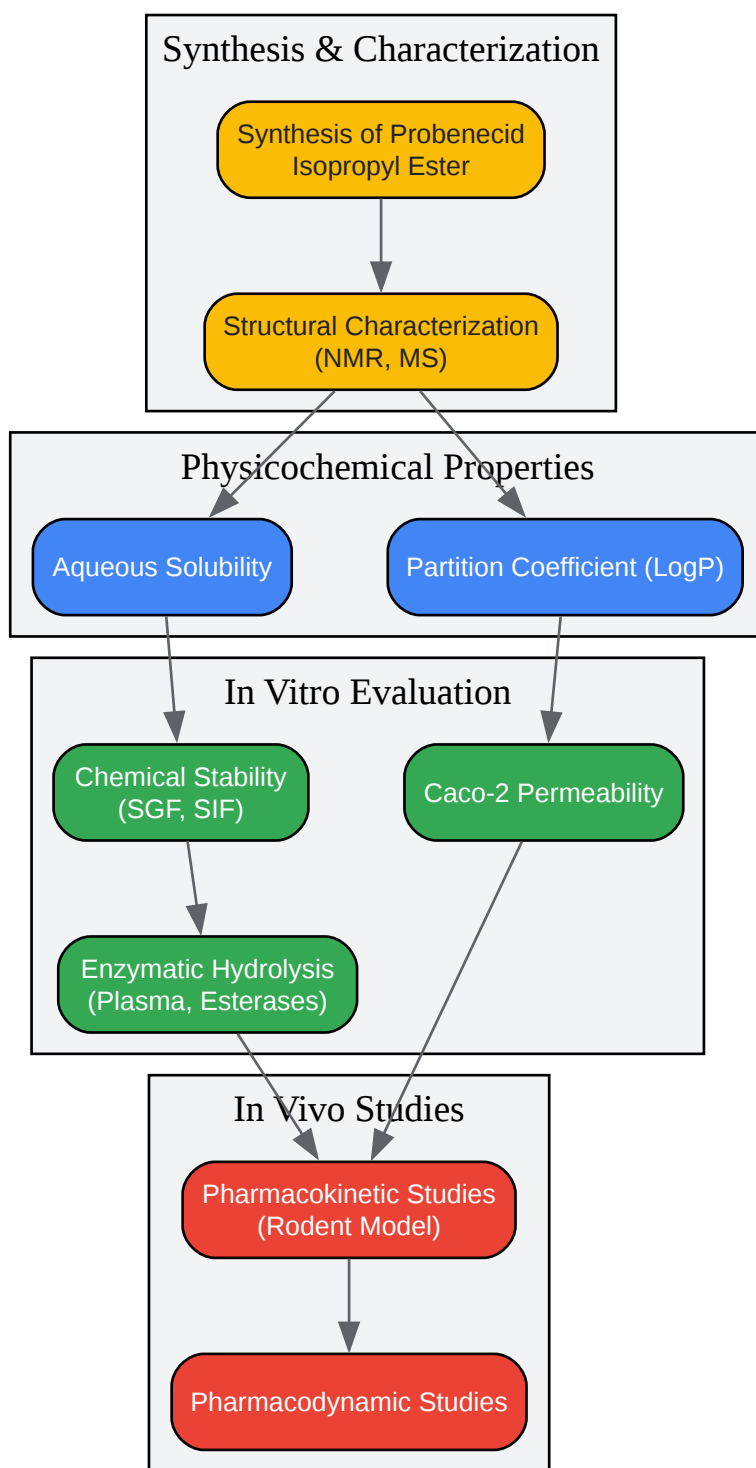 Synthesis & Characterization
Synthesis of Probenecid
Isopropyl Ester
Structural Characterization
(NMR, MS)
Physicochemical Properties
Aqueous Solubility
Partition Coefficient (LogP)
In Vitro Evaluation
Chemical Stability
(SGF, SIF)
Caco-2 Permeability
Enzymatic Hydrolysis
(Plasma, Esterases)
In Vivo Studies
Pharmacokinetic Studies
(Rodent Model)
Pharmacodynamic Studies